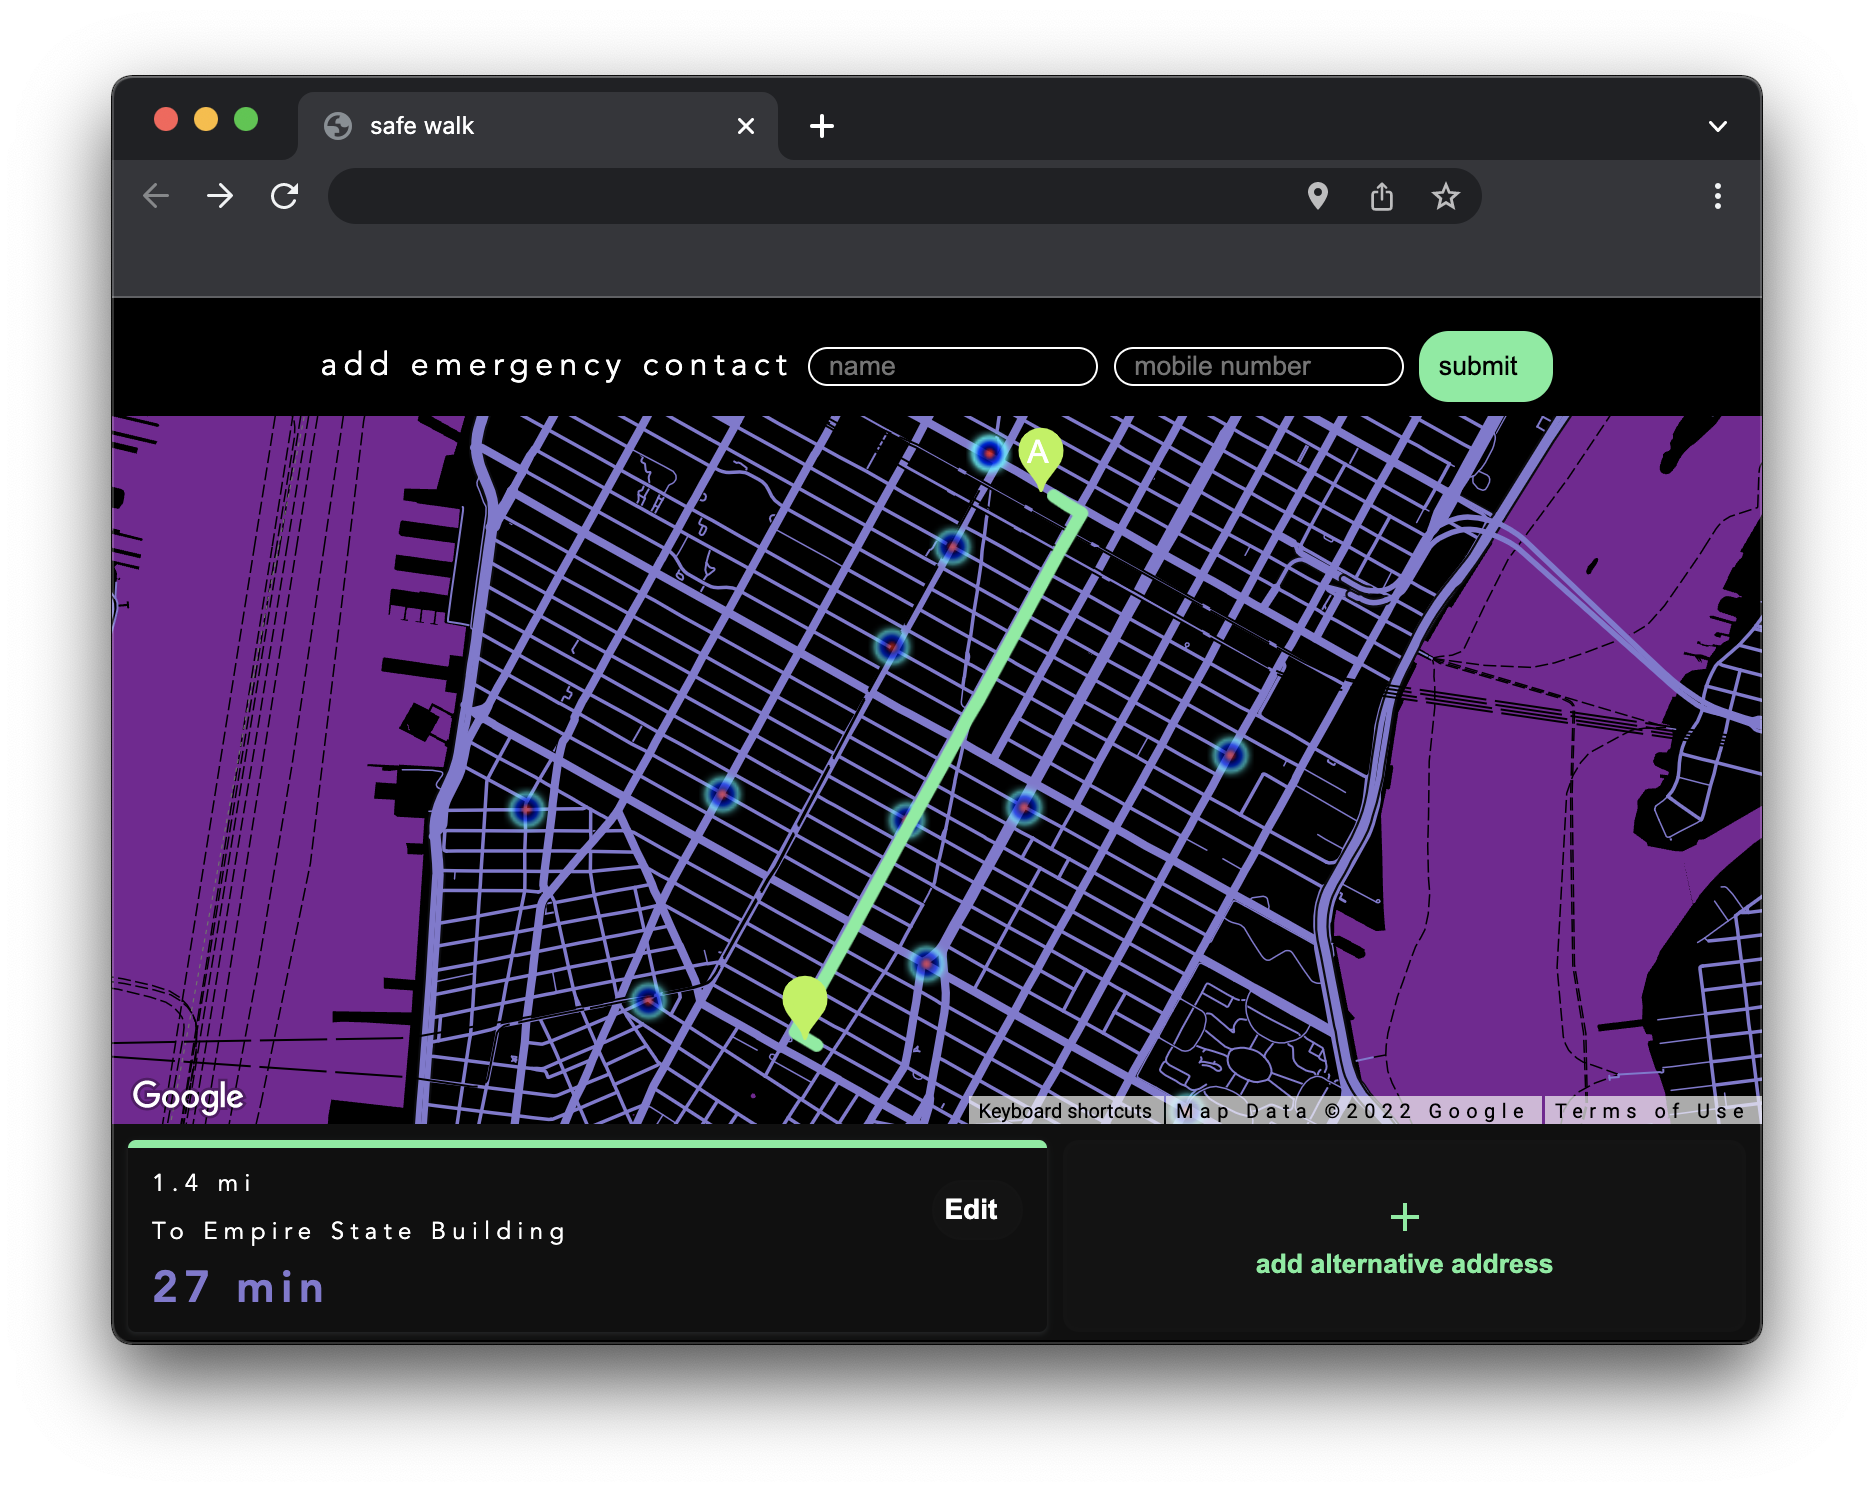 safe walk
add emergency contact name mobile number submit
A
Google
Keyboard shortcuts Map Data ©2022 Google Terms of Use
1.4 mi
To Empire State Building
Edit
27 min
add alternative address